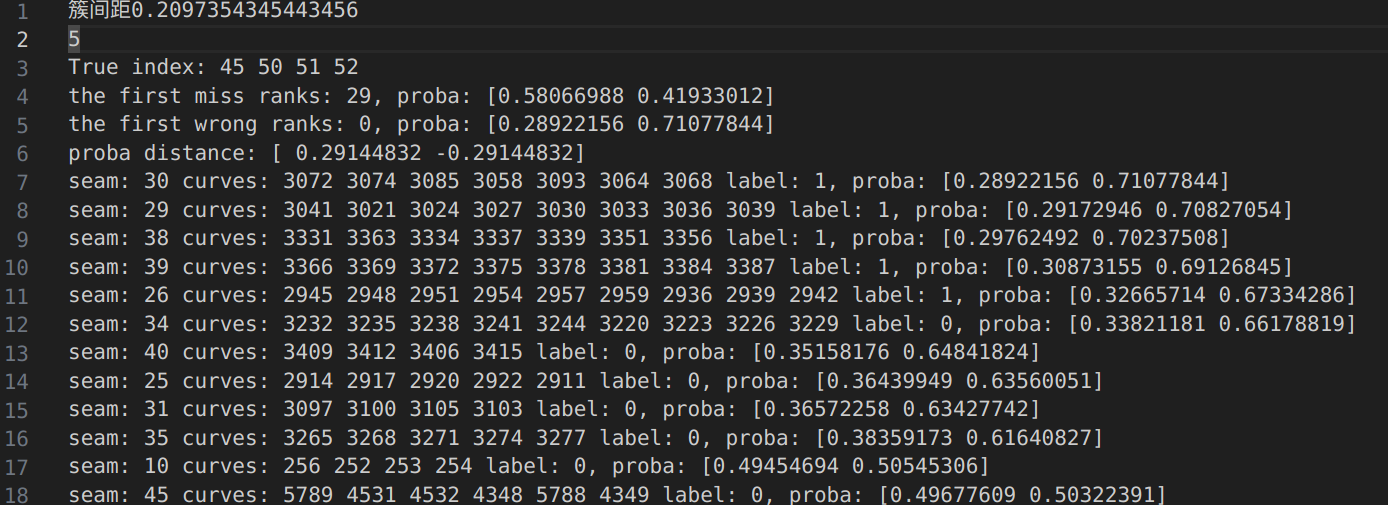 1 簇间距0.2097354345443456
2 5
3 True index: 45 50 51 52
4 the first miss ranks: 29, proba: [0.58066988 0.41933012]
5 the first wrong ranks: 0, proba: [0.28922156 0.71077844]
6 proba distance: [ 0.29144832 -0.29144832]
7 seam: 30 curves: 3072 3074 3085 3058 3093 3064 3068 label: 1, proba: [0.28922156 0.71077844]
8 seam: 29 curves: 3041 3021 3024 3027 3030 3033 3036 3039 label: 1, proba: [0.29172946 0.70827054]
9 seam: 38 curves: 3331 3363 3334 3337 3339 3351 3356 label: 1, proba: [0.29762492 0.70237508]
10 seam: 39 curves: 3366 3369 3372 3375 3378 3381 3384 3387 label: 1, proba: [0.30873155 0.69126845]
11 seam: 26 curves: 2945 2948 2951 2954 2957 2959 2936 2939 2942 label: 1, proba: [0.32665714 0.67334286]
12 seam: 34 curves: 3232 3235 3238 3241 3244 3220 3223 3226 3229 label: 0, proba: [0.33821181 0.66178819]
13 seam: 40 curves: 3409 3412 3406 3415 label: 0, proba: [0.35158176 0.64841824]
14 seam: 25 curves: 2914 2917 2920 2922 2911 label: 0, proba: [0.36439949 0.63560051]
15 seam: 31 curves: 3097 3100 3105 3103 label: 0, proba: [0.36572258 0.63427742]
16 seam: 35 curves: 3265 3268 3271 3274 3277 label: 0, proba: [0.38359173 0.61640827]
17 seam: 10 curves: 256 252 253 254 label: 0, proba: [0.49454694 0.50545306]
18 seam: 45 curves: 5789 4531 4532 4348 5788 4349 label: 0, proba: [0.49677609 0.50322391]